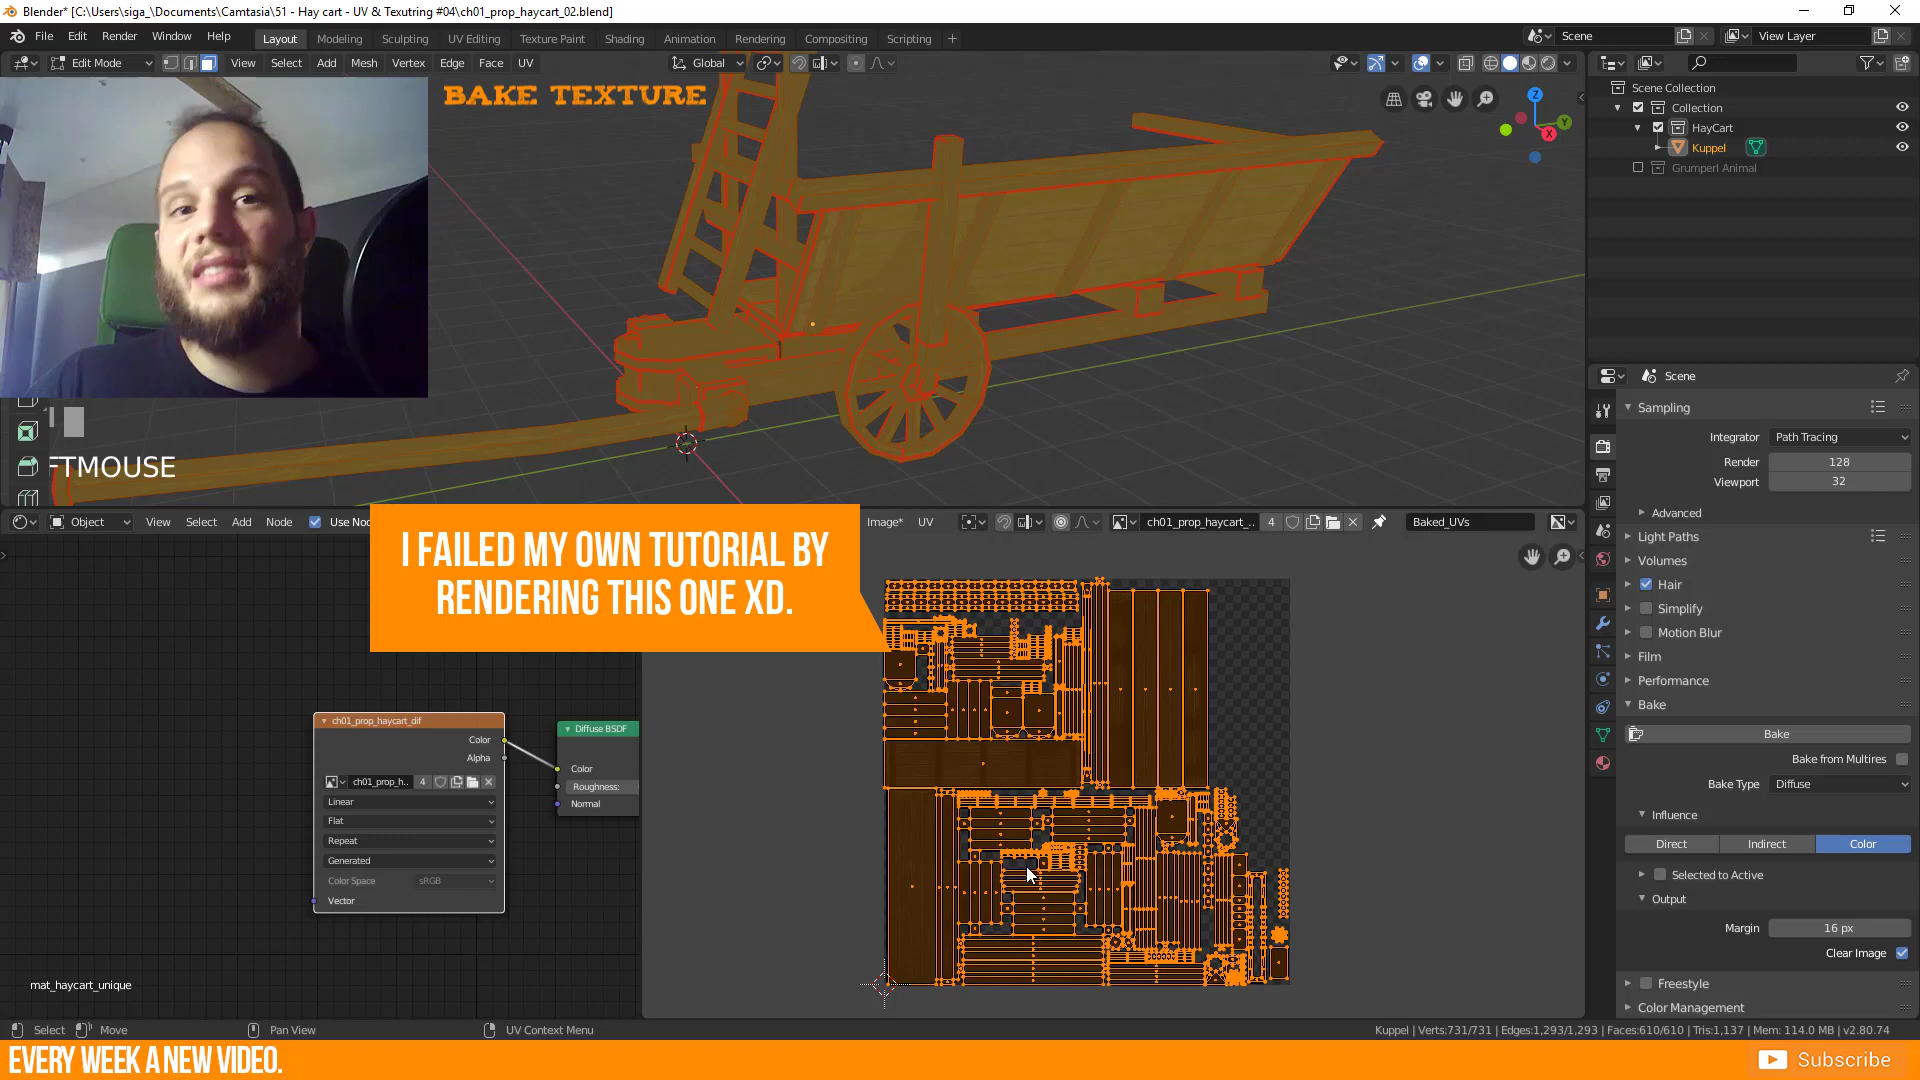 Blender* [C:\Users\siga_\Documents\Camtasia\51 - Hay cart - UV & Texutring #04\ch01_prop_haycart_02.blend]
File Edit Render Window Help Layout Modeling Sculpting UV Editing Texture Paint Shading Animation Rendering Compositing Scripting + Scene View Layer
Edit Mode View Select Add Mesh Vertex Edge Face UV Global
BAKE TEXTURE
Z
Y
X
Scene Collection
Collection
HayCart
Kuppel
Grumperl Animal
FTMOUSE
Scene
Sampling
Integrator Path Tracing
Render 128
Viewport 32
Advanced
Light Paths
Volumes
Hair
Simplify
Motion Blur
Film
Performance
Bake
Bake
Bake from Multires
Bake Type Diffuse
Influence
Direct Indirect Color
Selected to Active
Output
Margin 16 px
Clear Image
Freestyle
Color Management
Object View Select Add Node Use No
Image* UV ch01_prop_haycart_.. 4 Baked_UVs
I FAILED MY OWN TUTORIAL BY
RENDERING THIS ONE XD.
ch01_prop_haycart_dif
Color
Alpha
ch01_prop_h.. 4
Linear
Flat
Repeat
Generated
Color Space sRGB
Vector
Diffuse BSDF
Color
Roughness:
Normal
mat_haycart_unique
Select Move Pan View UV Context Menu Kuppel | Verts:731/731 | Edges:1,293/1,293 | Faces:610/610 | Tris:1,137 | Mem: 114.0 MB | v2.80.74
EVERY WEEK A NEW VIDEO.
Subscribe